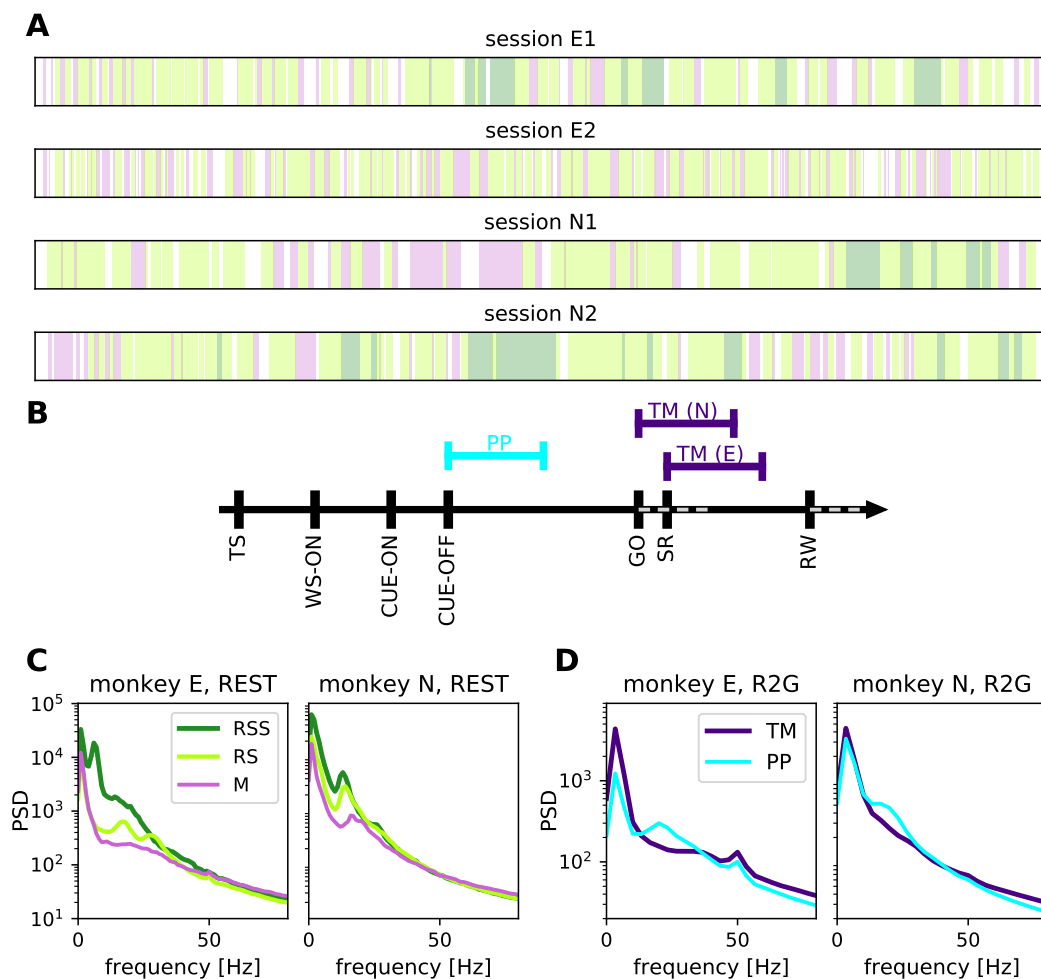 A
session E1
session E2
session N1
session N2
B
TM (N)
PP
TM (E)
TS
WS-ON
CUE-ON
CUE-OFF
GO
SR
RW
C
monkey E, REST
monkey N, REST
PSD
10^5
10^4
10^3
10^2
10^1
RSS
RS
M
0
50
0
50
frequency [Hz]
frequency [Hz]
D
monkey E, R2G
monkey N, R2G
PSD
10^3
10^2
TM
PP
0
50
0
50
frequency [Hz]
frequency [Hz]